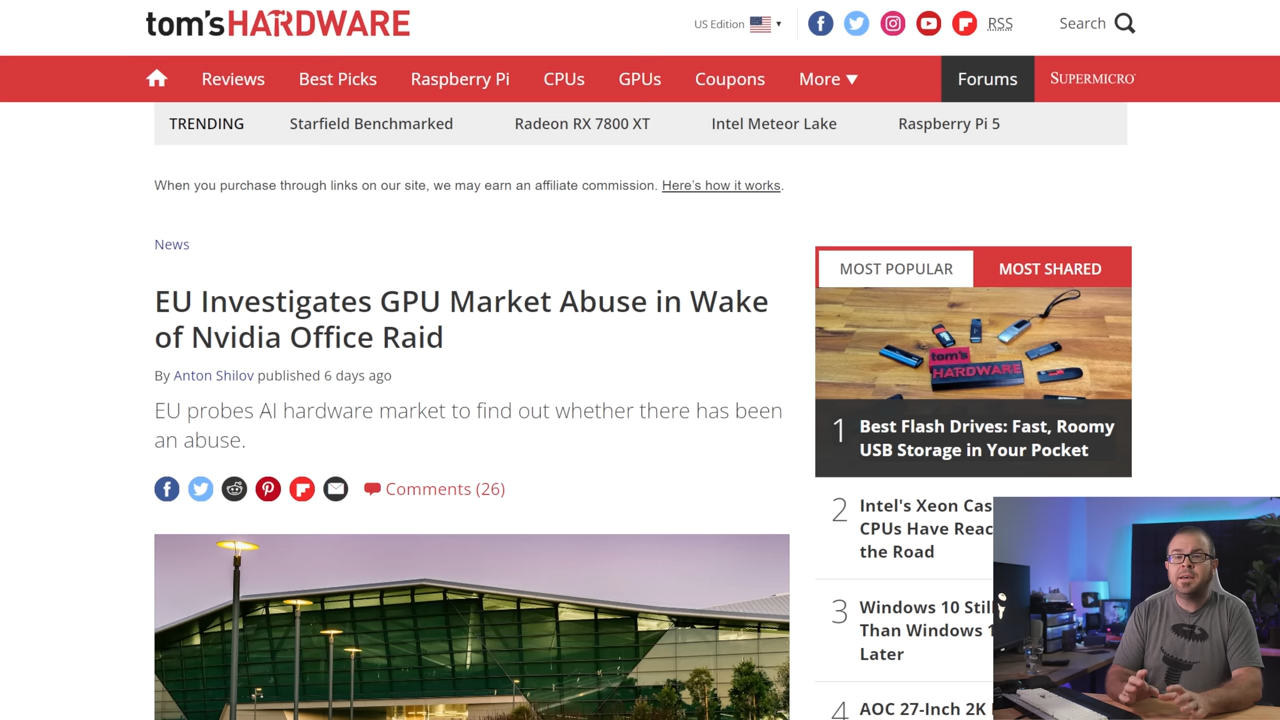 tom'sHARDWARE
US Edition
RSS
Search
Reviews
Best Picks
Raspberry Pi
CPUs
GPUs
Coupons
More
Forums
SUPERMICRO
TRENDING
Starfield Benchmarked
Radeon RX 7800 XT
Intel Meteor Lake
Raspberry Pi 5
When you purchase through links on our site, we may earn an affiliate commission. Here's how it works.
News
EU Investigates GPU Market Abuse in Wake
of Nvidia Office Raid
By Anton Shilov published 6 days ago
EU probes AI hardware market to find out whether there has been
an abuse.
Comments (26)
MOST POPULAR
MOST SHARED
tom's
HARDWARE
1
Best Flash Drives: Fast, Roomy
USB Storage in Your Pocket
2
Intel's Xeon Cas
CPUs Have Reac
the Road
3
Windows 10 Stil
Than Windows 1
Later
4
AOC 27-Inch 2K